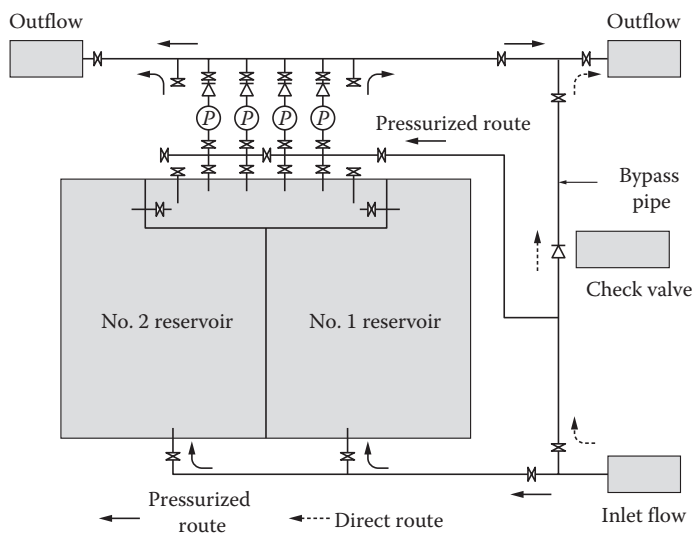 Outflow
Outflow
P
P
P
P
Pressurized route
Bypass
pipe
Check valve
No. 2 reservoir
No. 1 reservoir
Pressurized
route
Direct route
Inlet flow